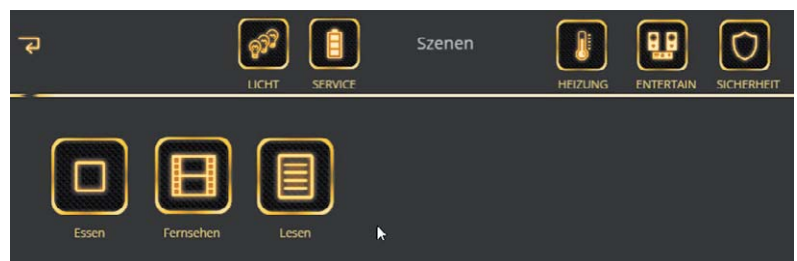 Szenen
LICHT SERVICE HEIZUNG ENTERTAIN SICHERHEIT
Essen Fernsehen Lesen